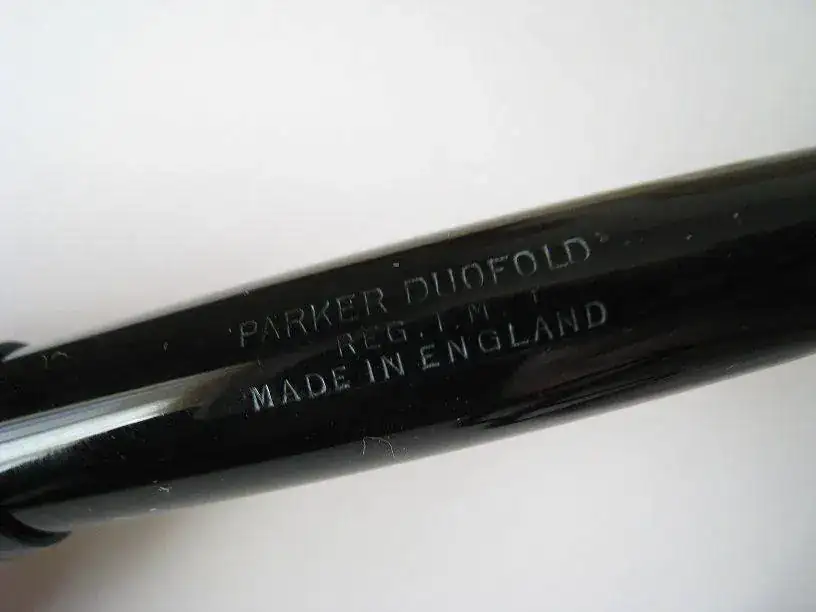 PARKER DUOFOLD
REG. T. M.
MADE IN ENGLAND